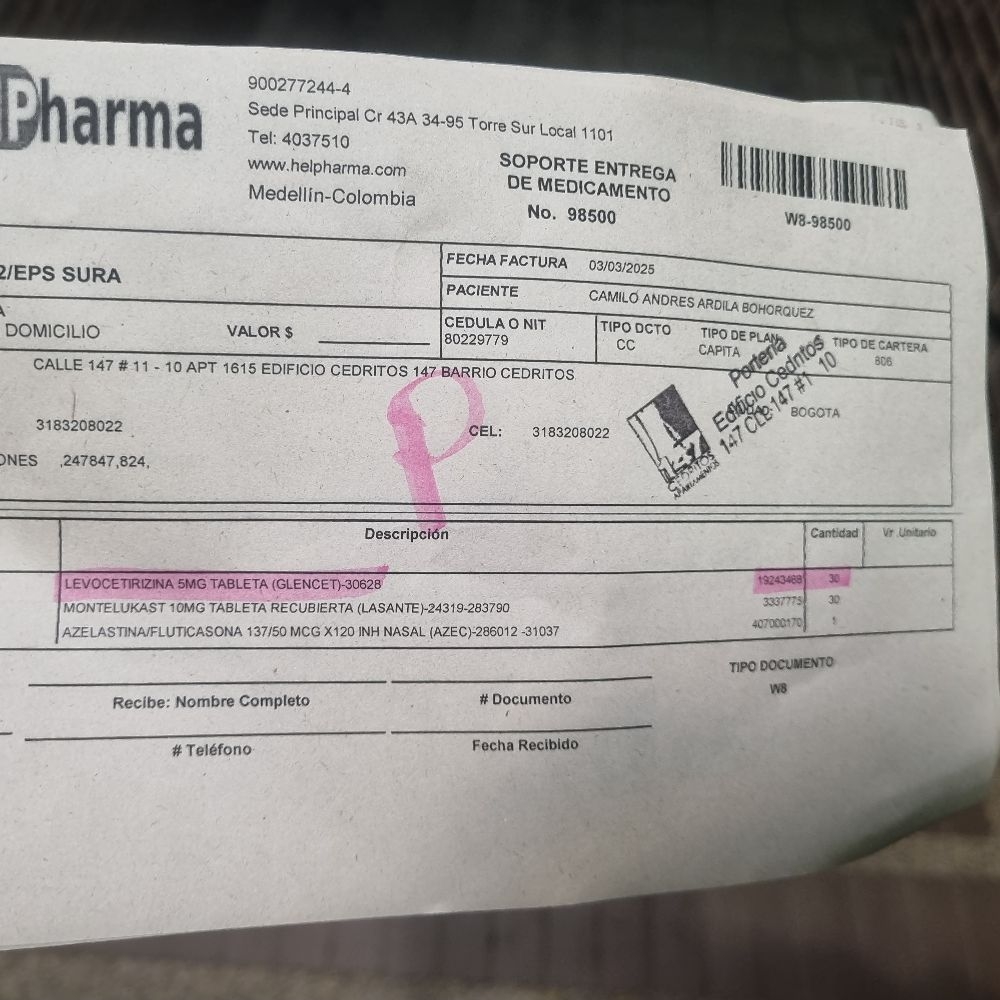 Pharma
900277244-4
Sede Principal Cr 43A 34-95 Torre Sur Local 1101
Tel: 4037510
www.helpharma.com
Medellín-Colombia
SOPORTE ENTREGA
DE MEDICAMENTO
No. 98500
W8-98500
2/EPS SURA
FECHA FACTURA 03/03/2025
PACIENTE CAMILO ANDRES ARDILA BOHORQUEZ
A
DOMICILIO VALOR $
CEDULA O NIT
80229779
TIPO DCTO
CC
TIPO DE PLAN
CAPITA
TIPO DE CARTERA
806
CALLE 147 # 11 - 10 APT 1615 EDIFICIO CEDRITOS 147 BARRIO CEDRITOS
Portería
Edificio Cedritos
147 CLL 147 #1 10
CEDRITOS
APARTAMENTOS
BOGOTA
3183208022
CEL: 3183208022
ONES ,247847,824,
P
Descripción Cantidad Vr .Unitario
LEVOCETIRIZINA 5MG TABLETA (GLENCET)-30628 19243488 30
MONTELUKAST 10MG TABLETA RECUBIERTA (LASANTE)-24319-283790 3337775 30
AZELASTINA/FLUTICASONA 137/50 MCG X120 INH NASAL (AZEC)-286012 -31037 407000170 1
TIPO DOCUMENTO
W8
Recibe: Nombre Completo
# Documento
# Teléfono
Fecha Recibido